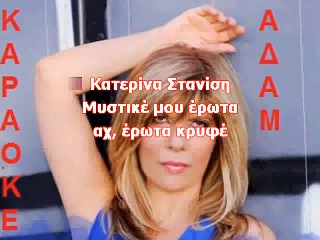 ΚΑΡΑΟΚΕ
ΑΔΑΜ
Κατερίνα Στανίση
Μυστικέ μου έρωτα
αχ, έρωτα κρυφέ